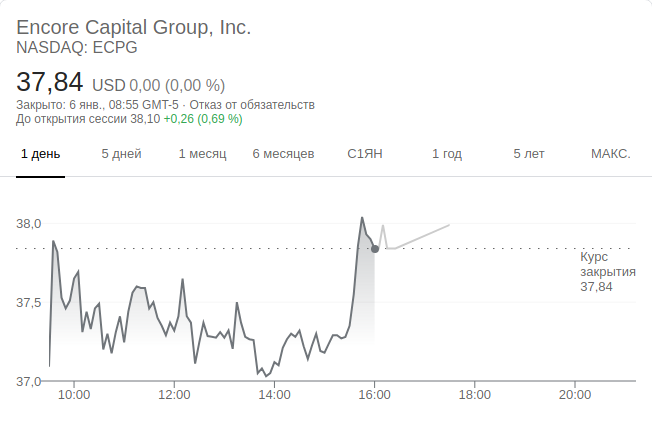 Encore Capital Group, Inc.
NASDAQ: ECPG
37,84 USD 0,00 (0,00 %)
Закрыто: 6 янв., 08:55 GMT-5 · Отказ от обязательств
До открытия сессии 38,10 +0,26 (0,69 %)
1 день 5 дней 1 месяц 6 месяцев С1ЯН 1 год 5 лет МАКС.
38,0
Курс
закрытия
37,84
37,5
37,0
10:00 12:00 14:00 16:00 18:00 20:00